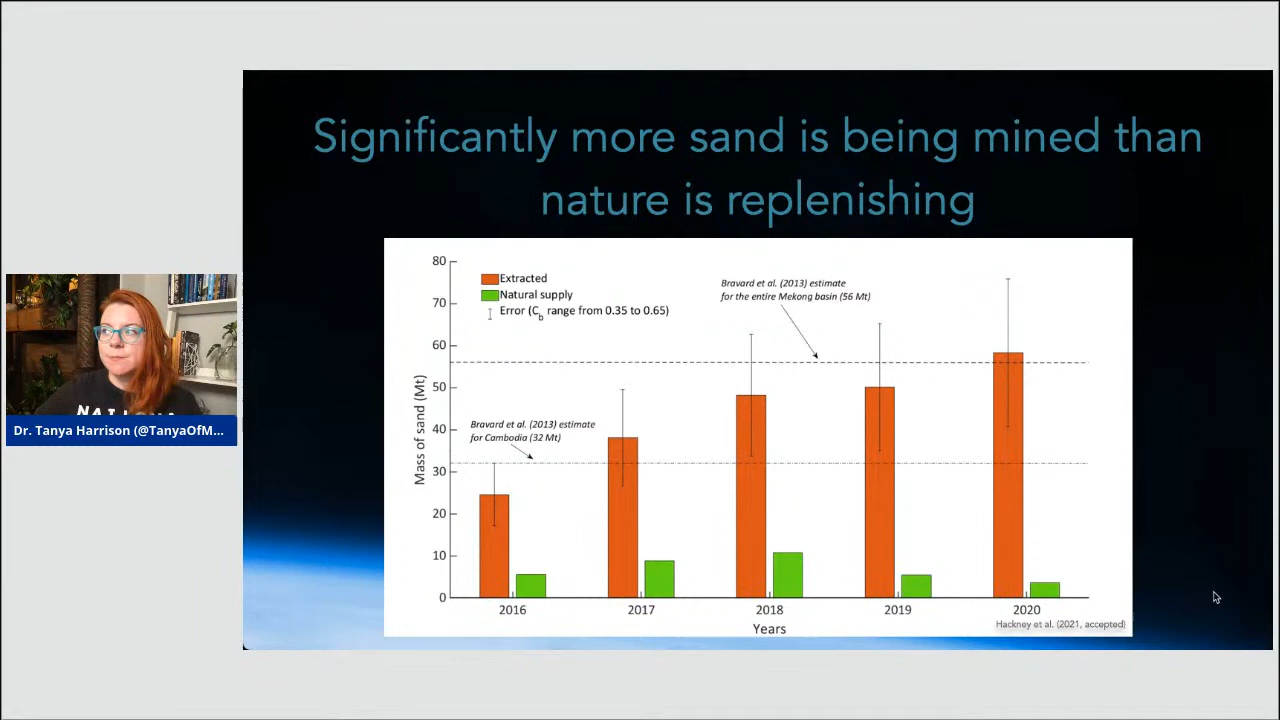 Significantly more sand is being mined than
nature is replenishing
80
70
60
50
40
30
20
10
0
Mass of sand (Mt)
Extracted
Natural supply
Error (Cb range from 0.35 to 0.65)
Bravard et al. (2013) estimate
for the entire Mekong basin (56 Mt)
Bravard et al. (2013) estimate
for Cambodia (32 Mt)
2016 2017 2018 2019 2020
Years
Hackney et al. (2021, accepted)
Dr. Tanya Harrison (@TanyaOfM...